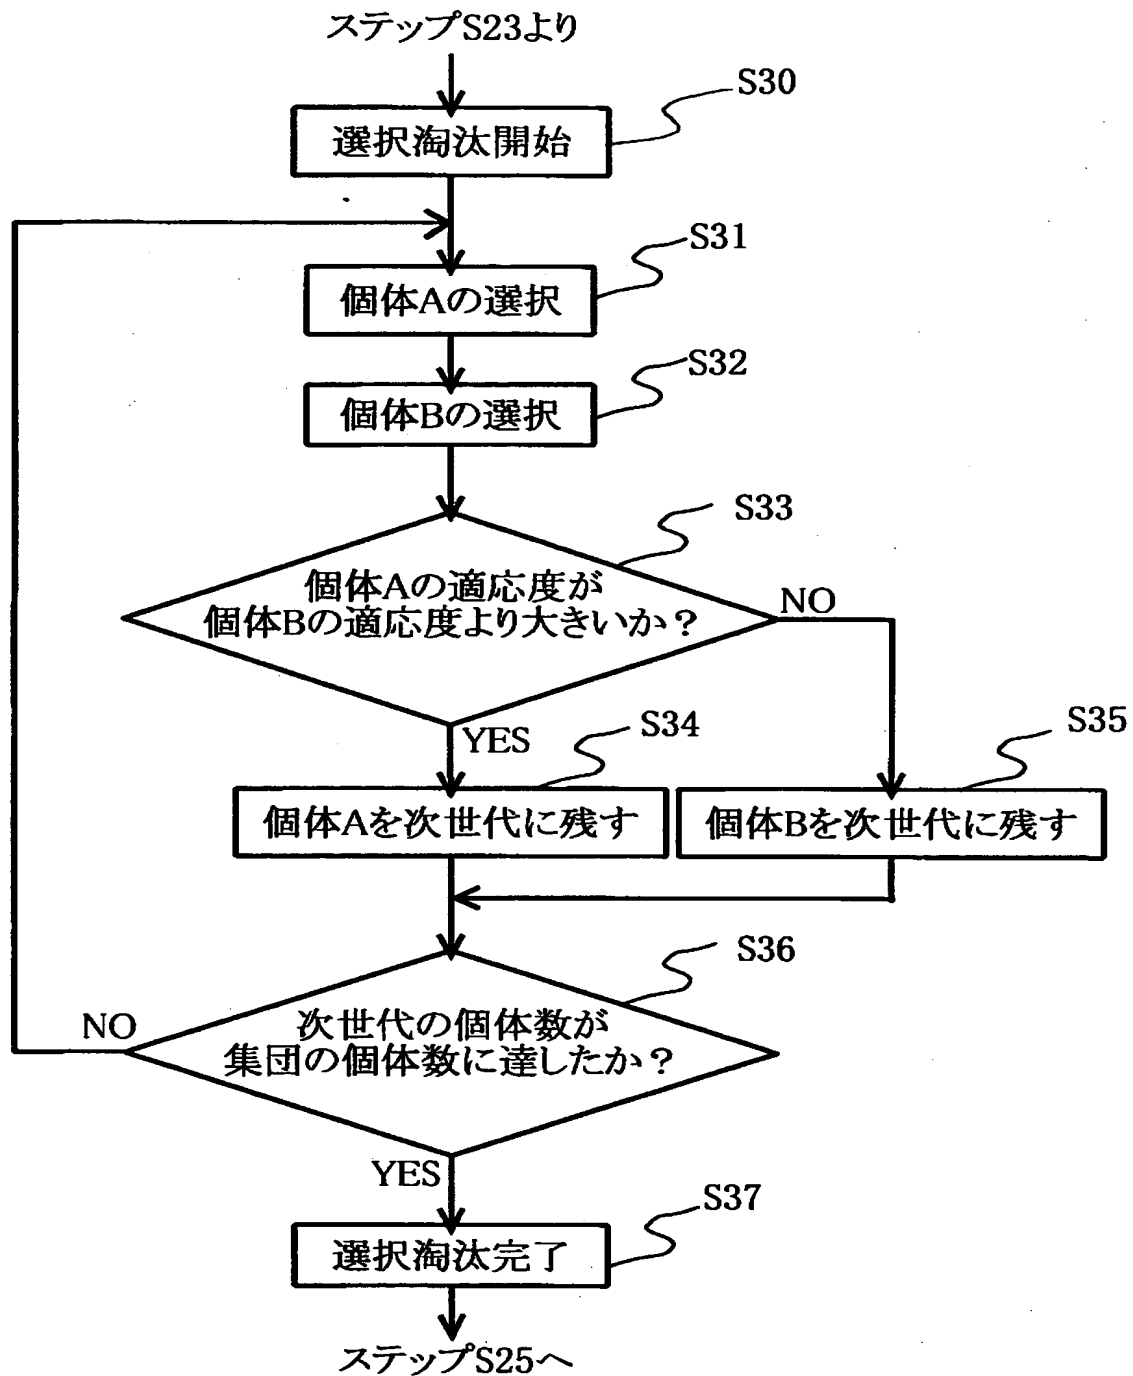 ステップS23より
S30
選択淘汰開始
S31
個体Aの選択
S32
個体Bの選択
S33
個体Aの適応度が
個体Bの適応度より大きいか？
NO
YES
S34
S35
個体Aを次世代に残す
個体Bを次世代に残す
S36
次世代の個体数が
集団の個体数に達したか？
NO
YES
S37
選択淘汰完了
ステップS25へ